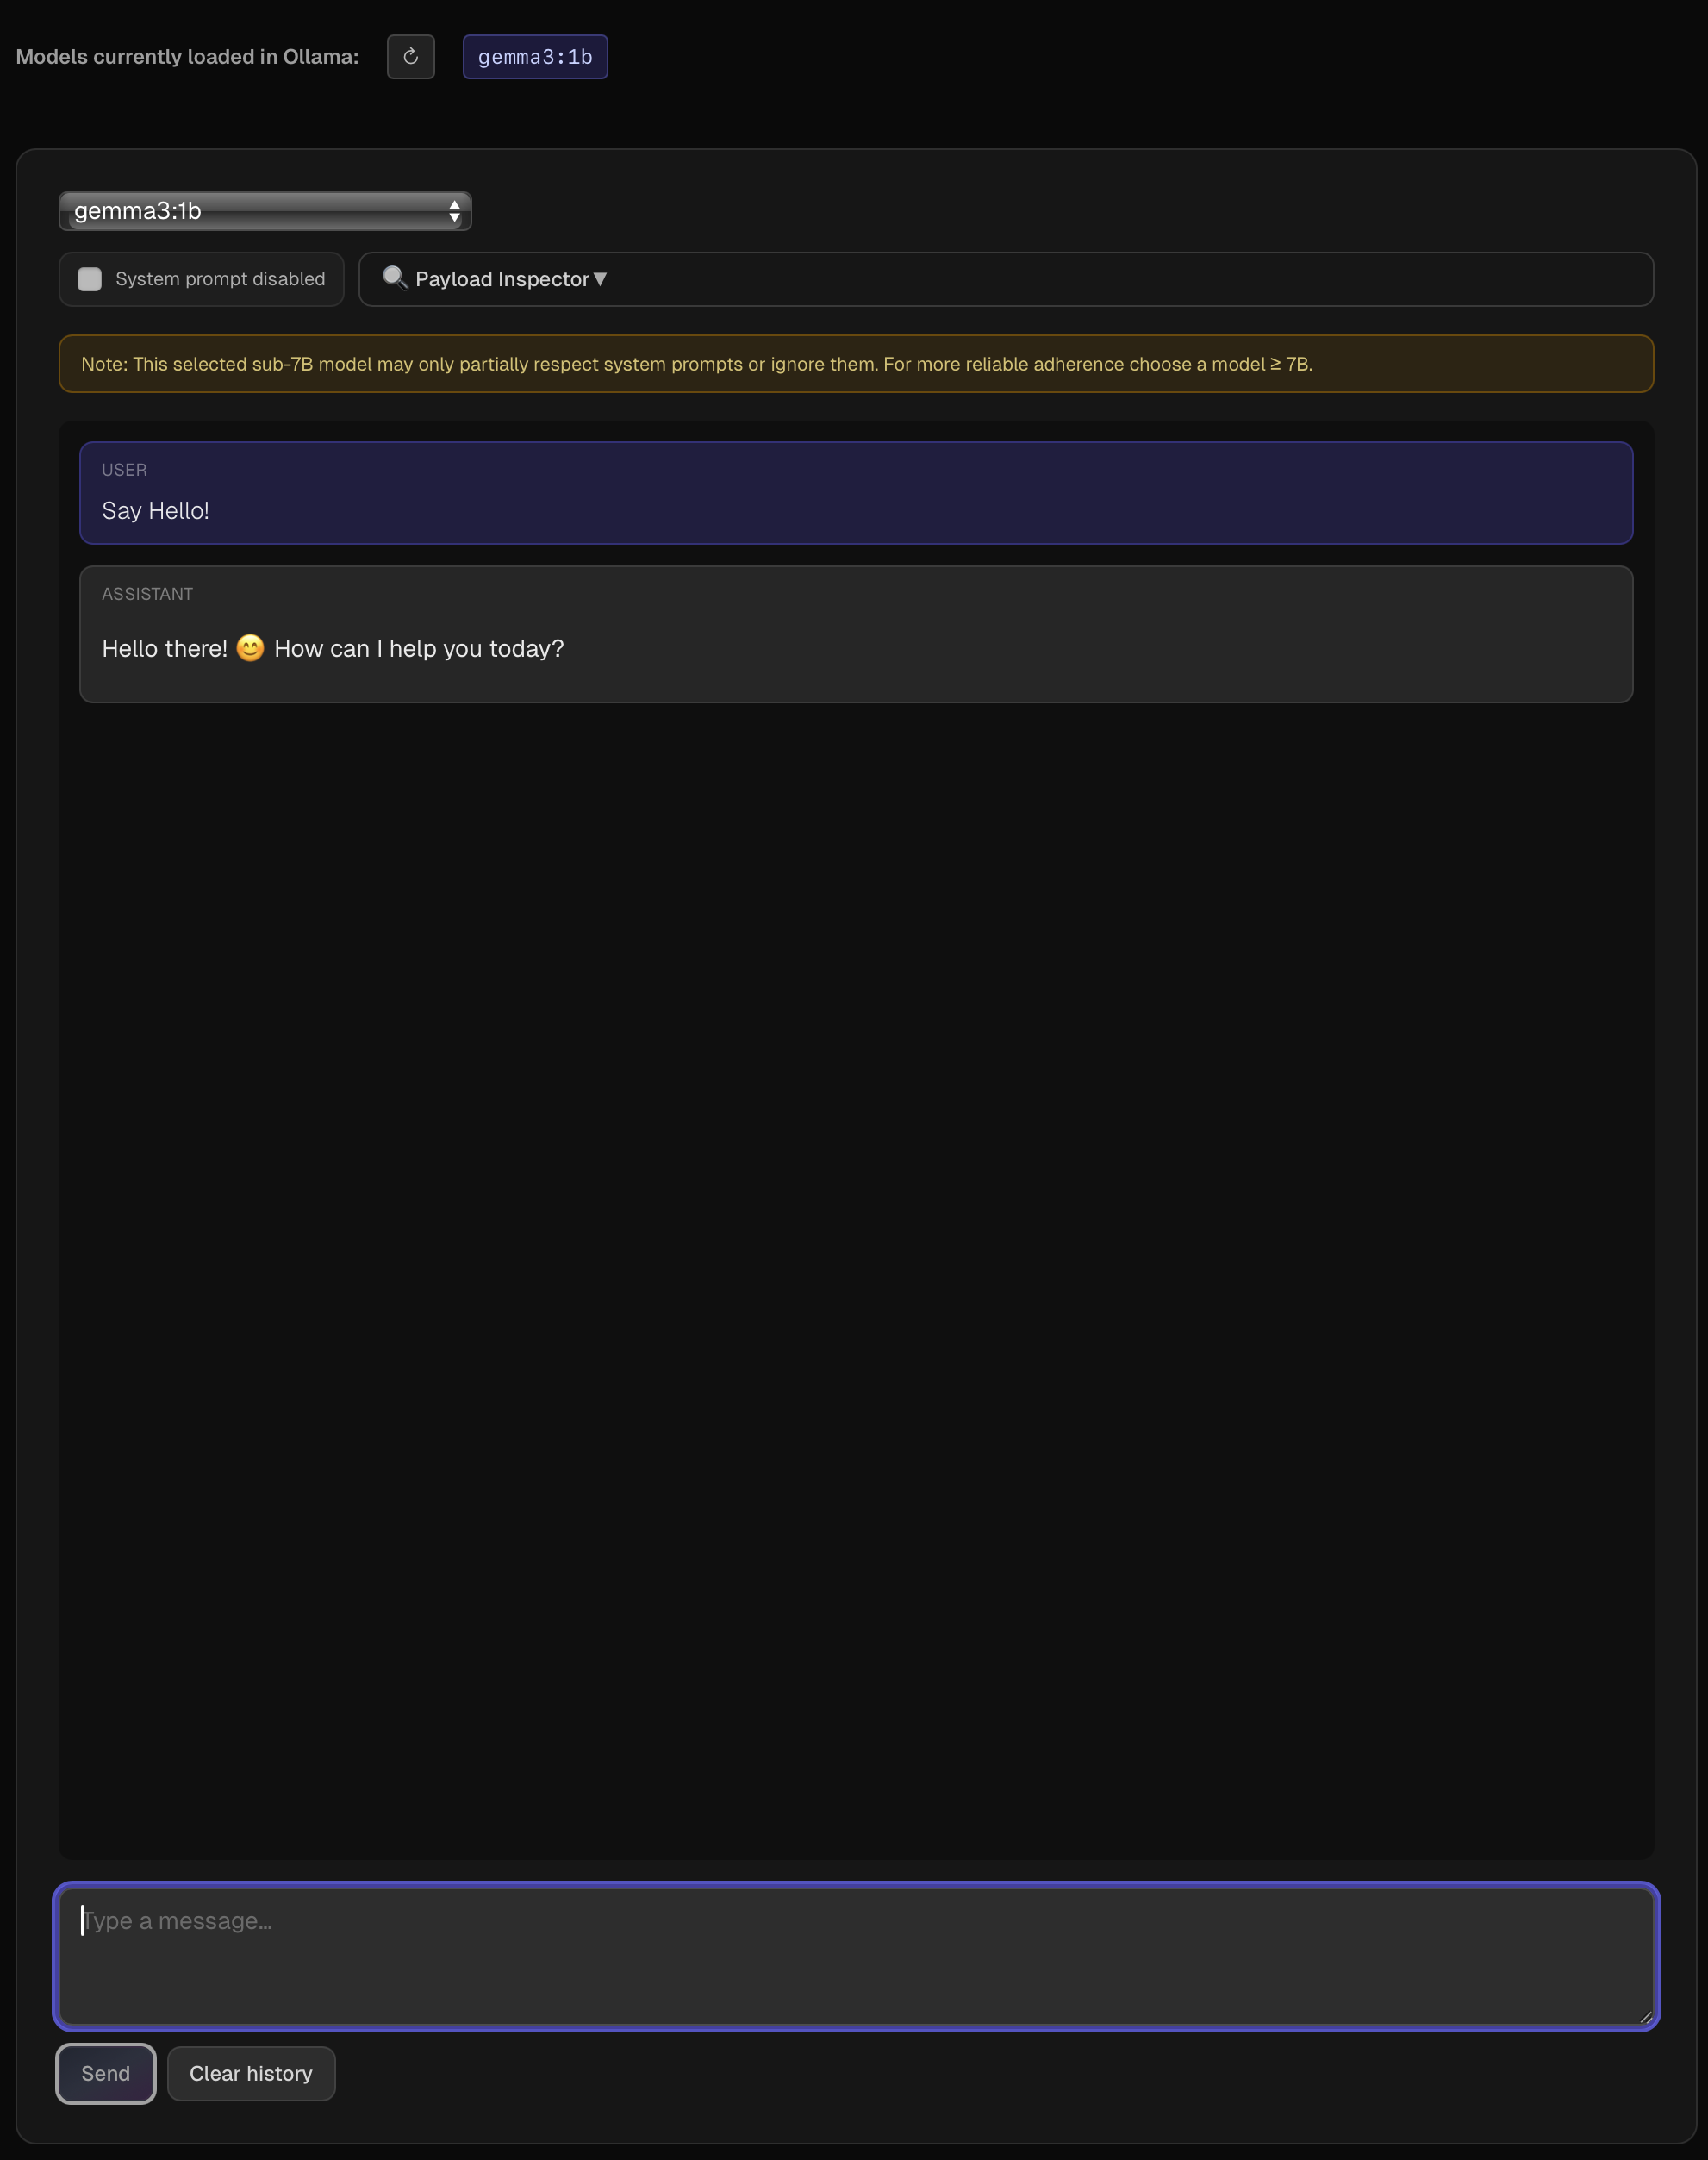 Models currently loaded in Ollama: ↻ gemma3:1b
gemma3:1b
System prompt disabled 🔍 Payload Inspector ▼
Note: This selected sub-7B model may only partially respect system prompts or ignore them. For more reliable adherence choose a model ≥ 7B.
USER
Say Hello!
ASSISTANT
Hello there! 😊 How can I help you today?
Type a message...
Send Clear history